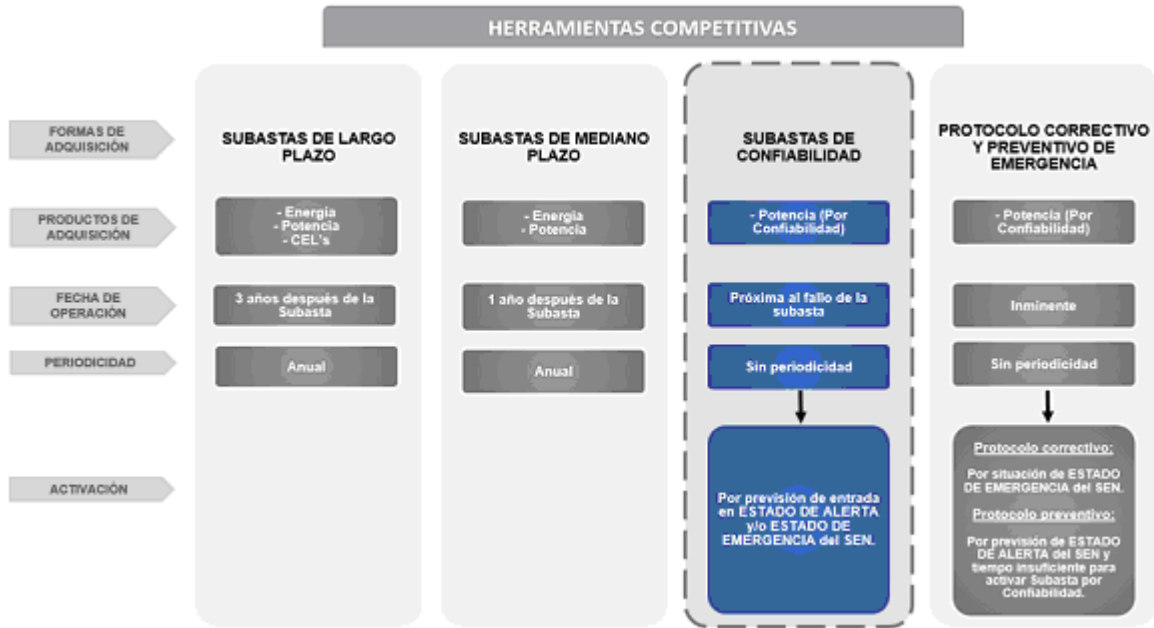 HERRAMIENTAS COMPETITIVAS
FORMAS DE
ADQUISICIÓN
SUBASTAS DE LARGO
PLAZO
SUBASTAS DE MEDIANO
PLAZO
SUBASTAS DE
CONFIABILIDAD
PROTOCOLO CORRECTIVO
Y PREVENTIVO DE
EMERGENCIA
PRODUCTOS DE
ADQUISICIÓN
- Energía
- Potencia
- CEL's
- Energía
- Potencia
- Potencia (Por
Confiabilidad)
- Potencia (Por
Confiabilidad)
FECHA DE
OPERACIÓN
3 años después de la
Subasta
1 año después de la
Subasta
Próxima al fallo de la
subasta
Inminente
PERIODICIDAD
Anual
Anual
Sin periodicidad
Sin periodicidad
ACTIVACIÓN
Por previsión de entrada
en ESTADO DE ALERTA
y/o ESTADO DE
EMERGENCIA del SEN.
Protocolo correctivo:
Por situación de ESTADO
DE EMERGENCIA del SEN.
Protocolo preventivo:
Por previsión de ESTADO
DE ALERTA del SEN y
tiempo insuficiente para
activar Subasta por
Confiabilidad.